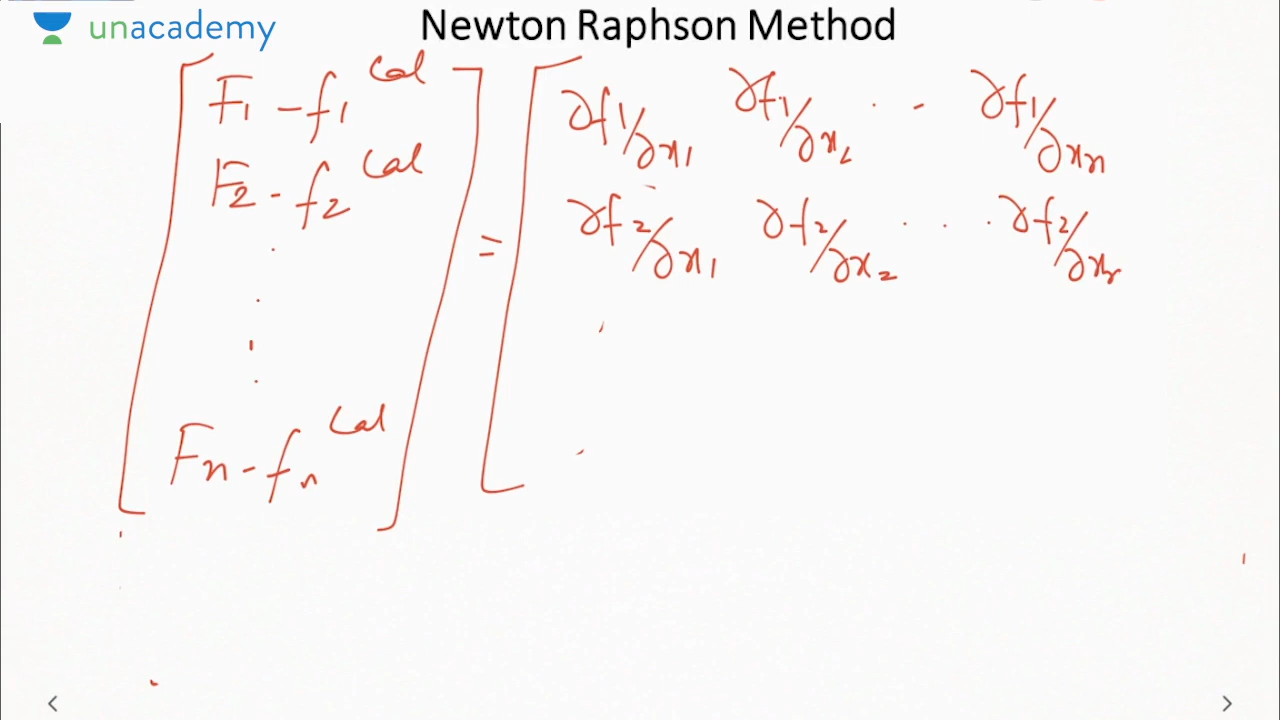 unacademy
Newton Raphson Method
F1 - f1 cal = ∂f1/∂x1 ∂f1/∂x2 . . ∂f1/∂xn
F2 - f2 cal ∂f2/∂x1 ∂f2/∂x2 . . . ∂f2/∂xn
Fn - fn cal